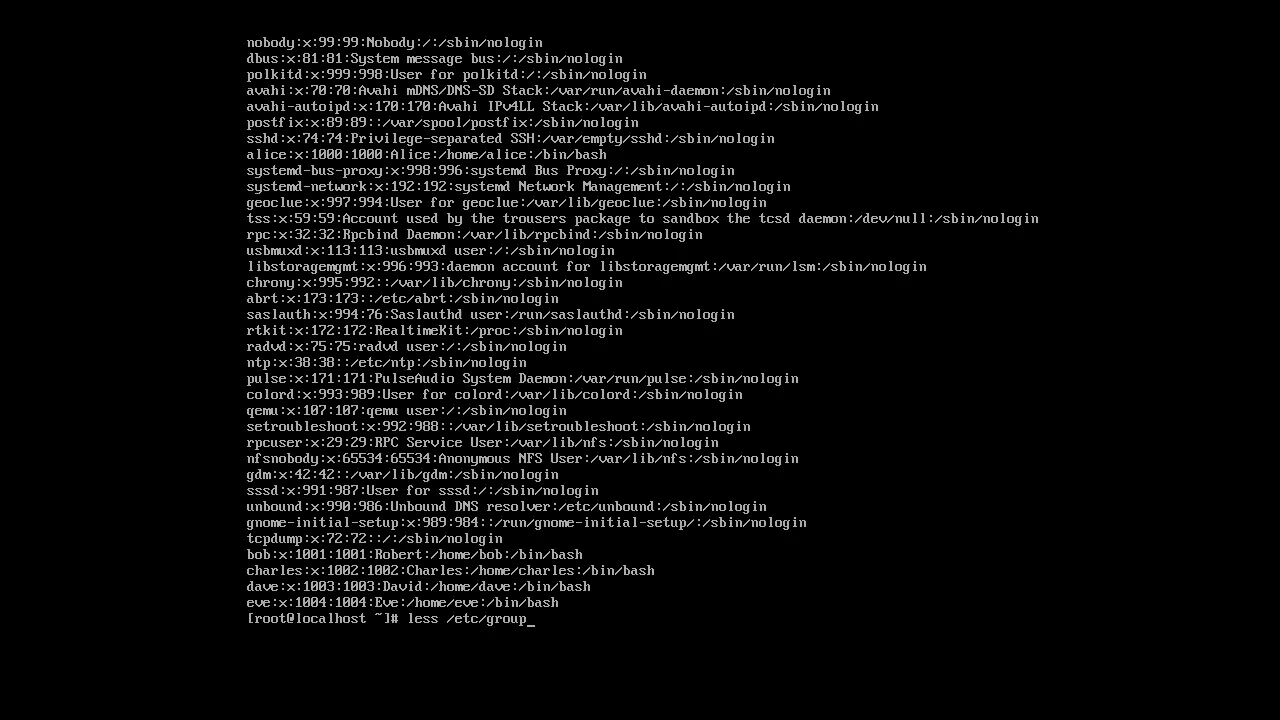 nobody:x:99:99:Nobody:/:/sbin/nologin
dbus:x:81:81:System message bus:/:/sbin/nologin
polkitd:x:999:998:User for polkitd:/:/sbin/nologin
avahi:x:70:70:Avahi mDNS/DNS-SD Stack:/var/run/avahi-daemon:/sbin/nologin
avahi-autoipd:x:170:170:Avahi IPv4LL Stack:/var/lib/avahi-autoipd:/sbin/nologin
postfix:x:89:89::/var/spool/postfix:/sbin/nologin
sshd:x:74:74:Privilege-separated SSH:/var/empty/sshd:/sbin/nologin
alice:x:1000:1000:Alice:/home/alice:/bin/bash
systemd-bus-proxy:x:998:996:systemd Bus Proxy:/:/sbin/nologin
systemd-network:x:192:192:systemd Network Management:/:/sbin/nologin
geoclue:x:997:994:User for geoclue:/var/lib/geoclue:/sbin/nologin
tss:x:59:59:Account used by the trousers package to sandbox the tcsd daemon:/dev/null:/sbin/nologin
rpc:x:32:32:Rpcbind Daemon:/var/lib/rpcbind:/sbin/nologin
usbmuxd:x:113:113:usbmuxd user:/:/sbin/nologin
libstoragemgmt:x:996:993:daemon account for libstoragemgmt:/var/run/lsm:/sbin/nologin
chrony:x:995:992::/var/lib/chrony:/sbin/nologin
abrt:x:173:173::/etc/abrt:/sbin/nologin
saslauth:x:994:76:Saslauthd user:/run/saslauthd:/sbin/nologin
rtkit:x:172:172:RealtimeKit:/proc:/sbin/nologin
radvd:x:75:75:radvd user:/:/sbin/nologin
ntp:x:38:38::/etc/ntp:/sbin/nologin
pulse:x:171:171:PulseAudio System Daemon:/var/run/pulse:/sbin/nologin
colord:x:993:989:User for colord:/var/lib/colord:/sbin/nologin
qemu:x:107:107:qemu user:/:/sbin/nologin
setroubleshoot:x:992:988::/var/lib/setroubleshoot:/sbin/nologin
rpcuser:x:29:29:RPC Service User:/var/lib/nfs:/sbin/nologin
nfsnobody:x:65534:65534:Anonymous NFS User:/var/lib/nfs:/sbin/nologin
gdm:x:42:42::/var/lib/gdm:/sbin/nologin
sssd:x:991:987:User for sssd:/:/sbin/nologin
unbound:x:990:986:Unbound DNS resolver:/etc/unbound:/sbin/nologin
gnome-initial-setup:x:989:984::/run/gnome-initial-setup/:/sbin/nologin
tcpdump:x:72:72::/:/sbin/nologin
bob:x:1001:1001:Robert:/home/bob:/bin/bash
charles:x:1002:1002:Charles:/home/charles:/bin/bash
dave:x:1003:1003:David:/home/dave:/bin/bash
eve:x:1004:1004:Eve:/home/eve:/bin/bash
[root@localhost ~]# less /etc/group_